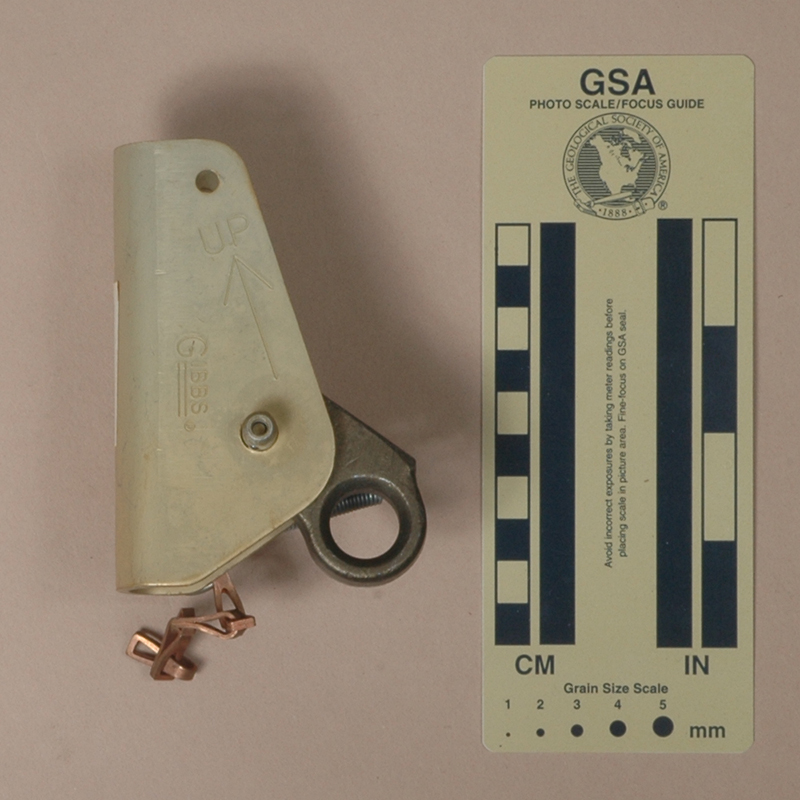 UP
GIBBS
GSA
PHOTO SCALE/FOCUS GUIDE
THE GEOLOGICAL SOCIETY OF AMERICA
·1888·
®
Avoid incorrect exposures by taking meter readings before
placing scale in picture area. Fine-focus on GSA seal.
CM
IN
Grain Size Scale
1 2 3 4 5
mm